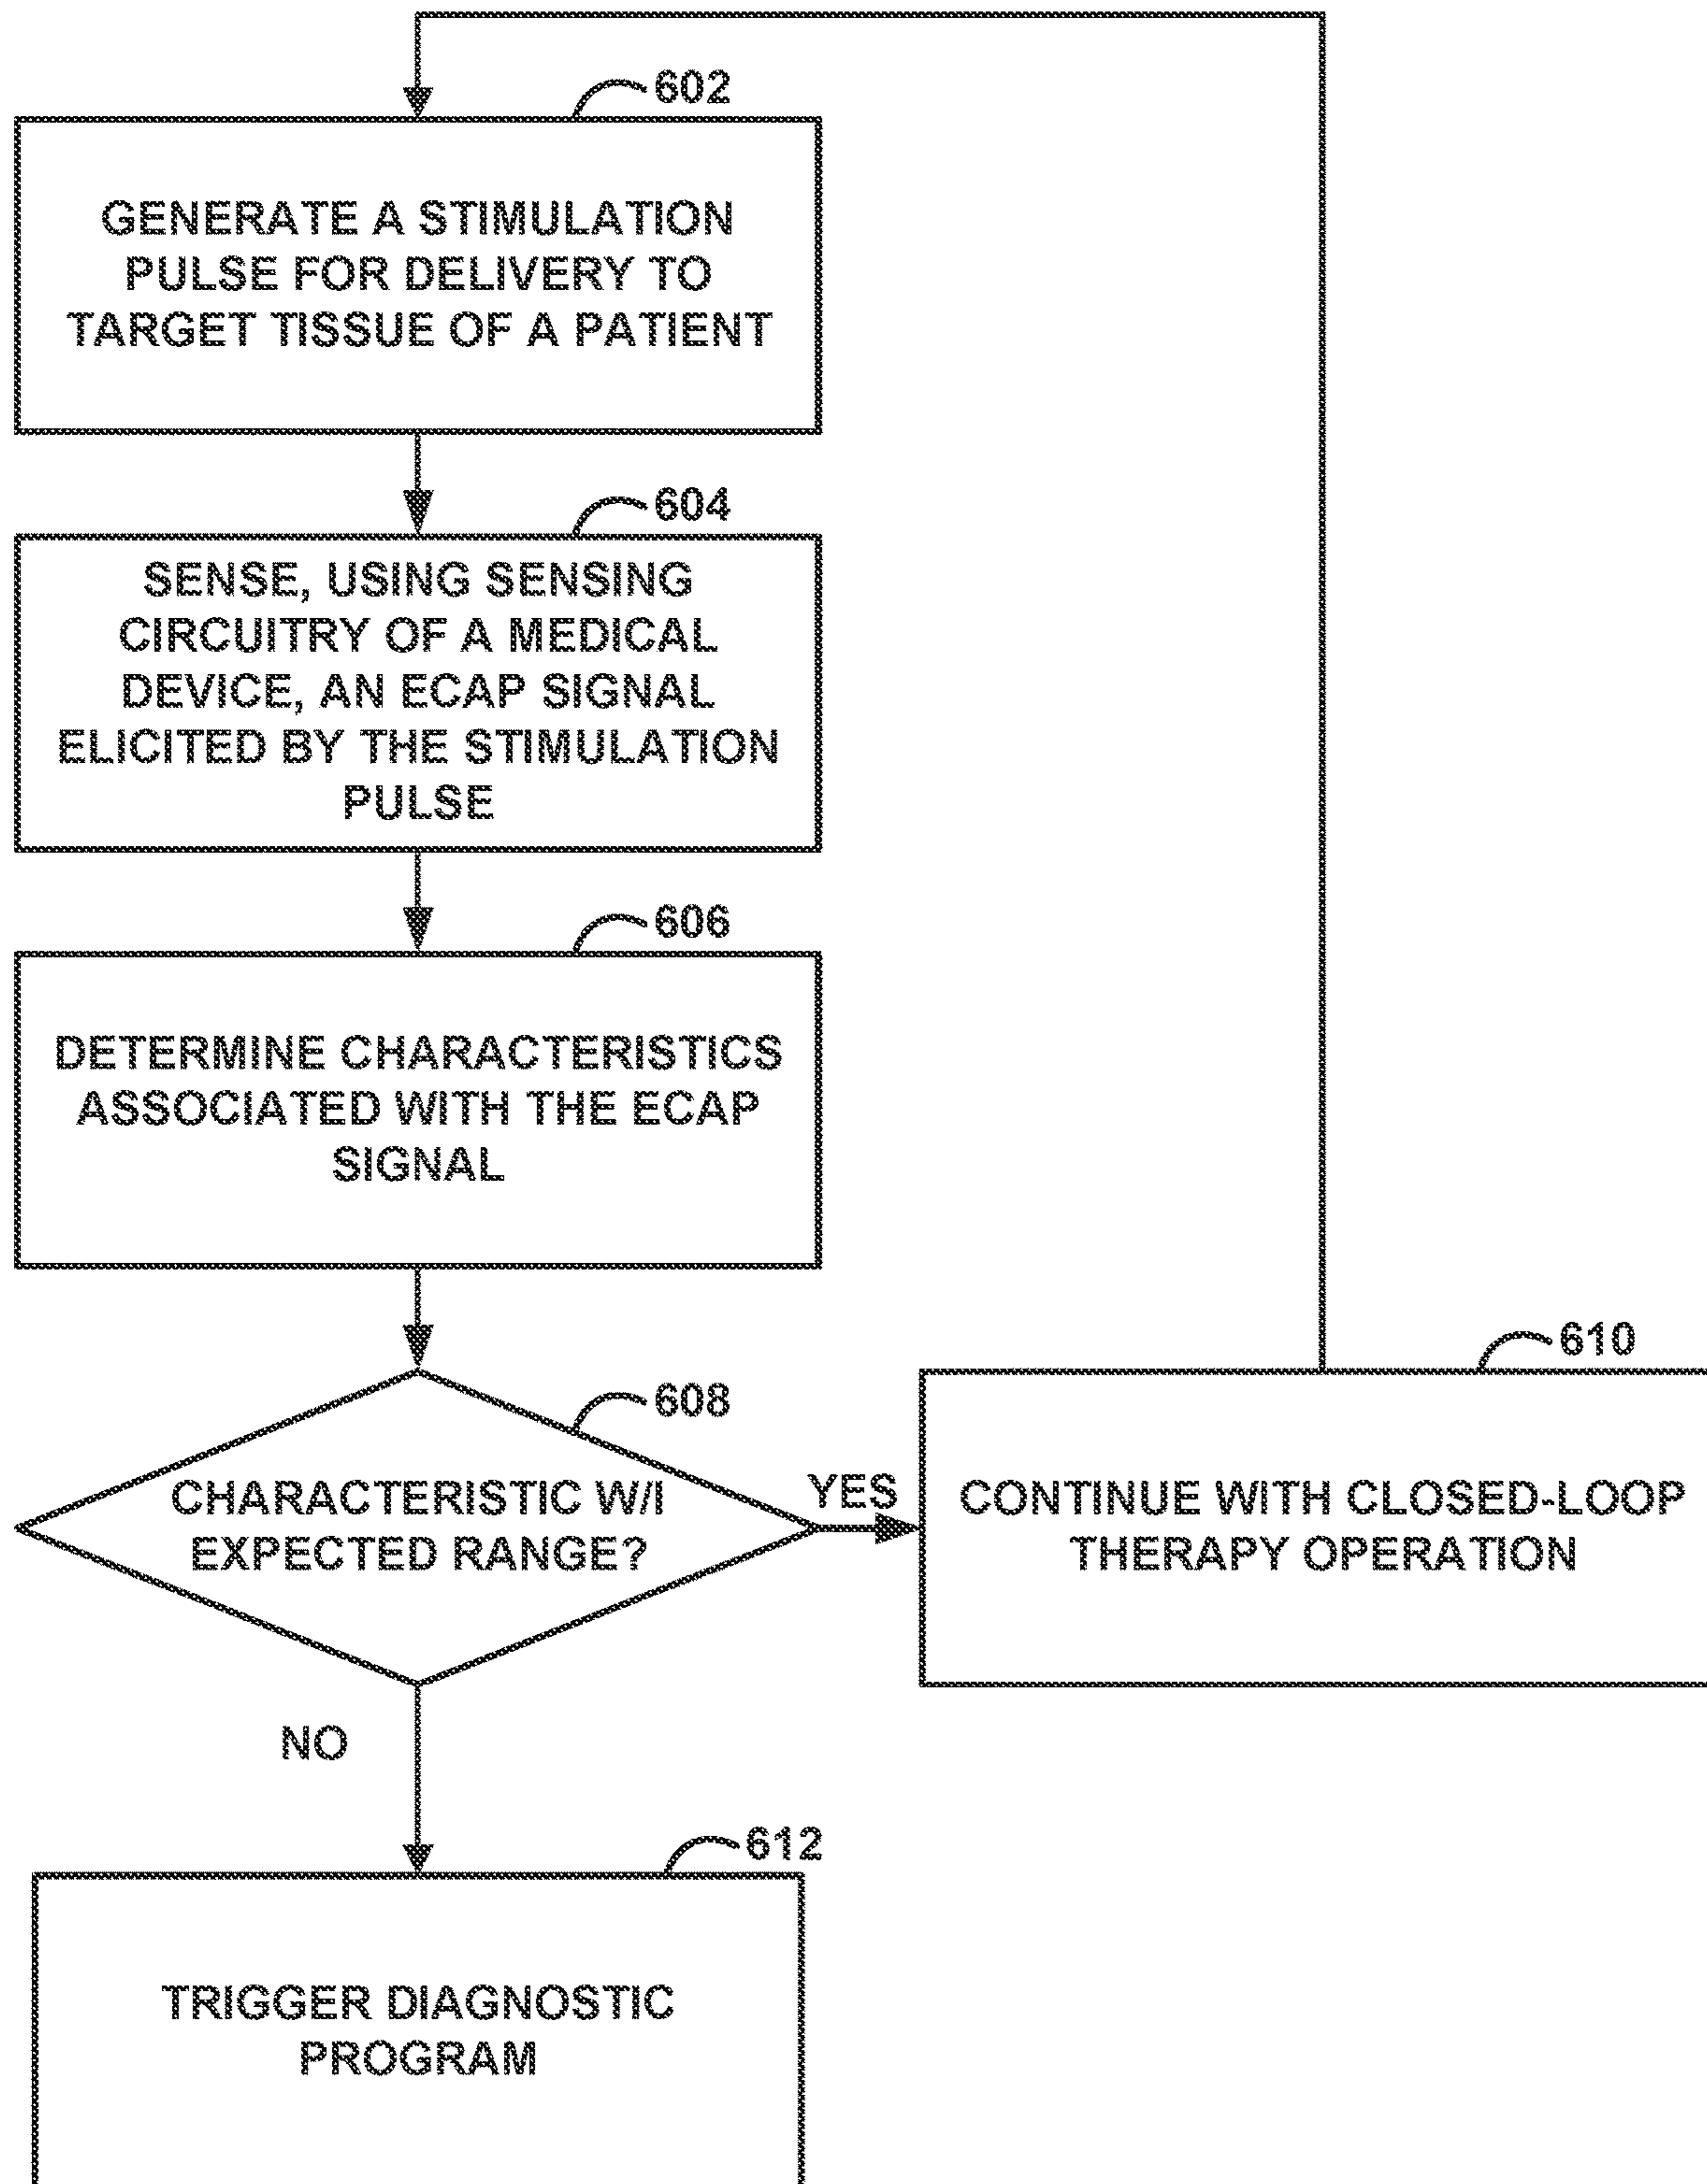 602
GENERATE A STIMULATION
PULSE FOR DELIVERY TO
TARGET TISSUE OF A PATIENT
604
SENSE, USING SENSING
CIRCUITRY OF A MEDICAL
DEVICE, AN ECAP SIGNAL
ELICITED BY THE STIMULATION
PULSE
606
DETERMINE CHARACTERISTICS
ASSOCIATED WITH THE ECAP
SIGNAL
608
CHARACTERISTIC W/I
EXPECTED RANGE?
YES
610
CONTINUE WITH CLOSED-LOOP
THERAPY OPERATION
NO
612
TRIGGER DIAGNOSTIC
PROGRAM